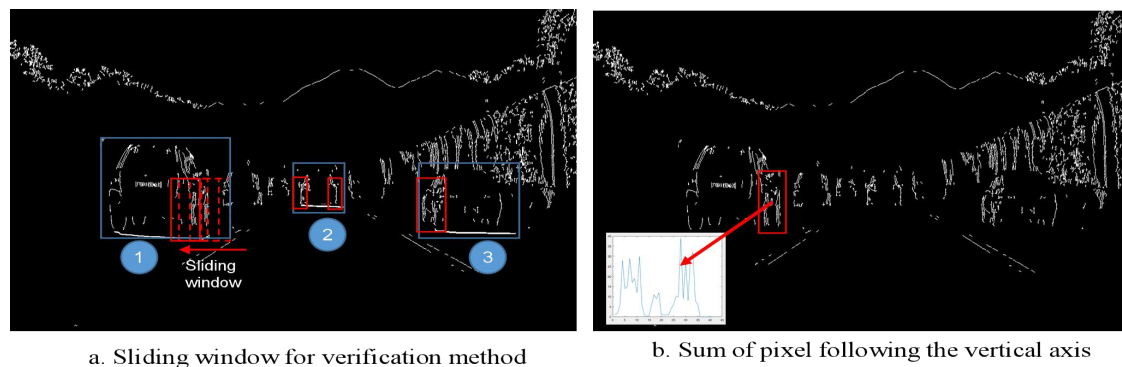 1
2
3
Sliding
window
a. Sliding window for verification method
b. Sum of pixel following the vertical axis